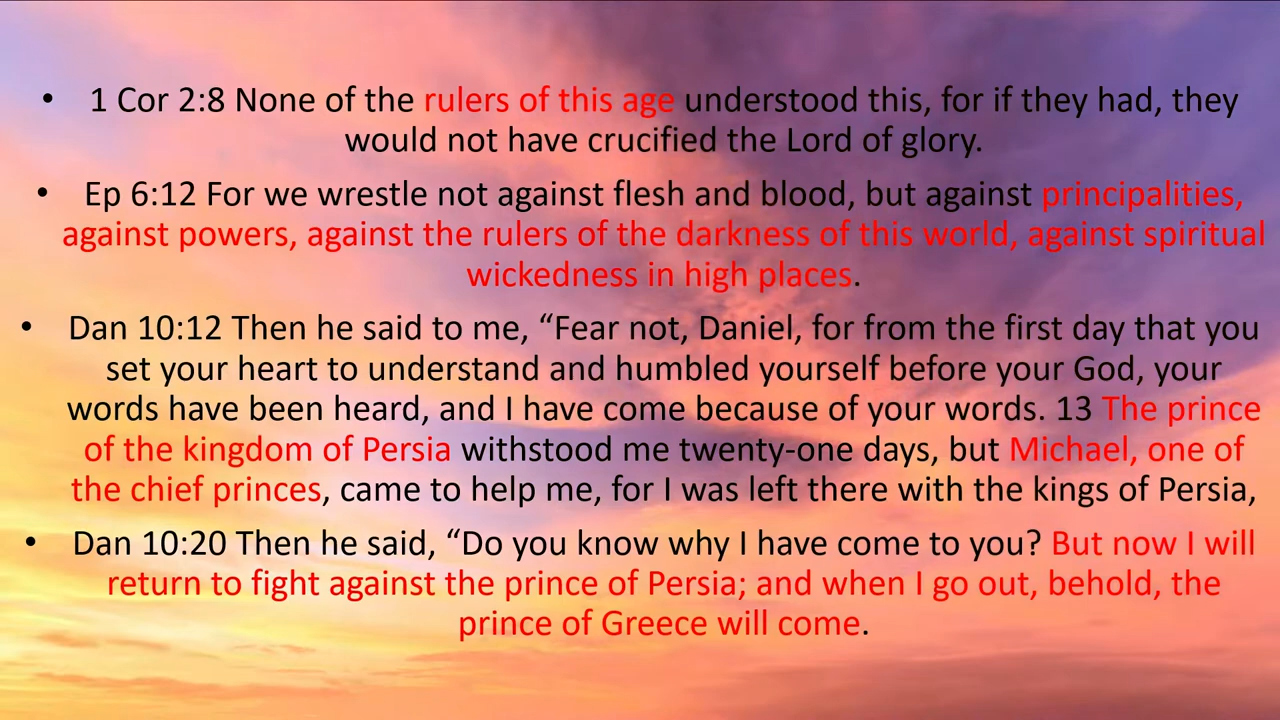 • 1 Cor 2:8 None of the rulers of this age understood this, for if they had, they
would not have crucified the Lord of glory.
• Ep 6:12 For we wrestle not against flesh and blood, but against principalities,
against powers, against the rulers of the darkness of this world, against spiritual
wickedness in high places.
• Dan 10:12 Then he said to me, “Fear not, Daniel, for from the first day that you
set your heart to understand and humbled yourself before your God, your
words have been heard, and I have come because of your words. 13 The prince
of the kingdom of Persia withstood me twenty-one days, but Michael, one of
the chief princes, came to help me, for I was left there with the kings of Persia,
• Dan 10:20 Then he said, “Do you know why I have come to you? But now I will
return to fight against the prince of Persia; and when I go out, behold, the
prince of Greece will come.